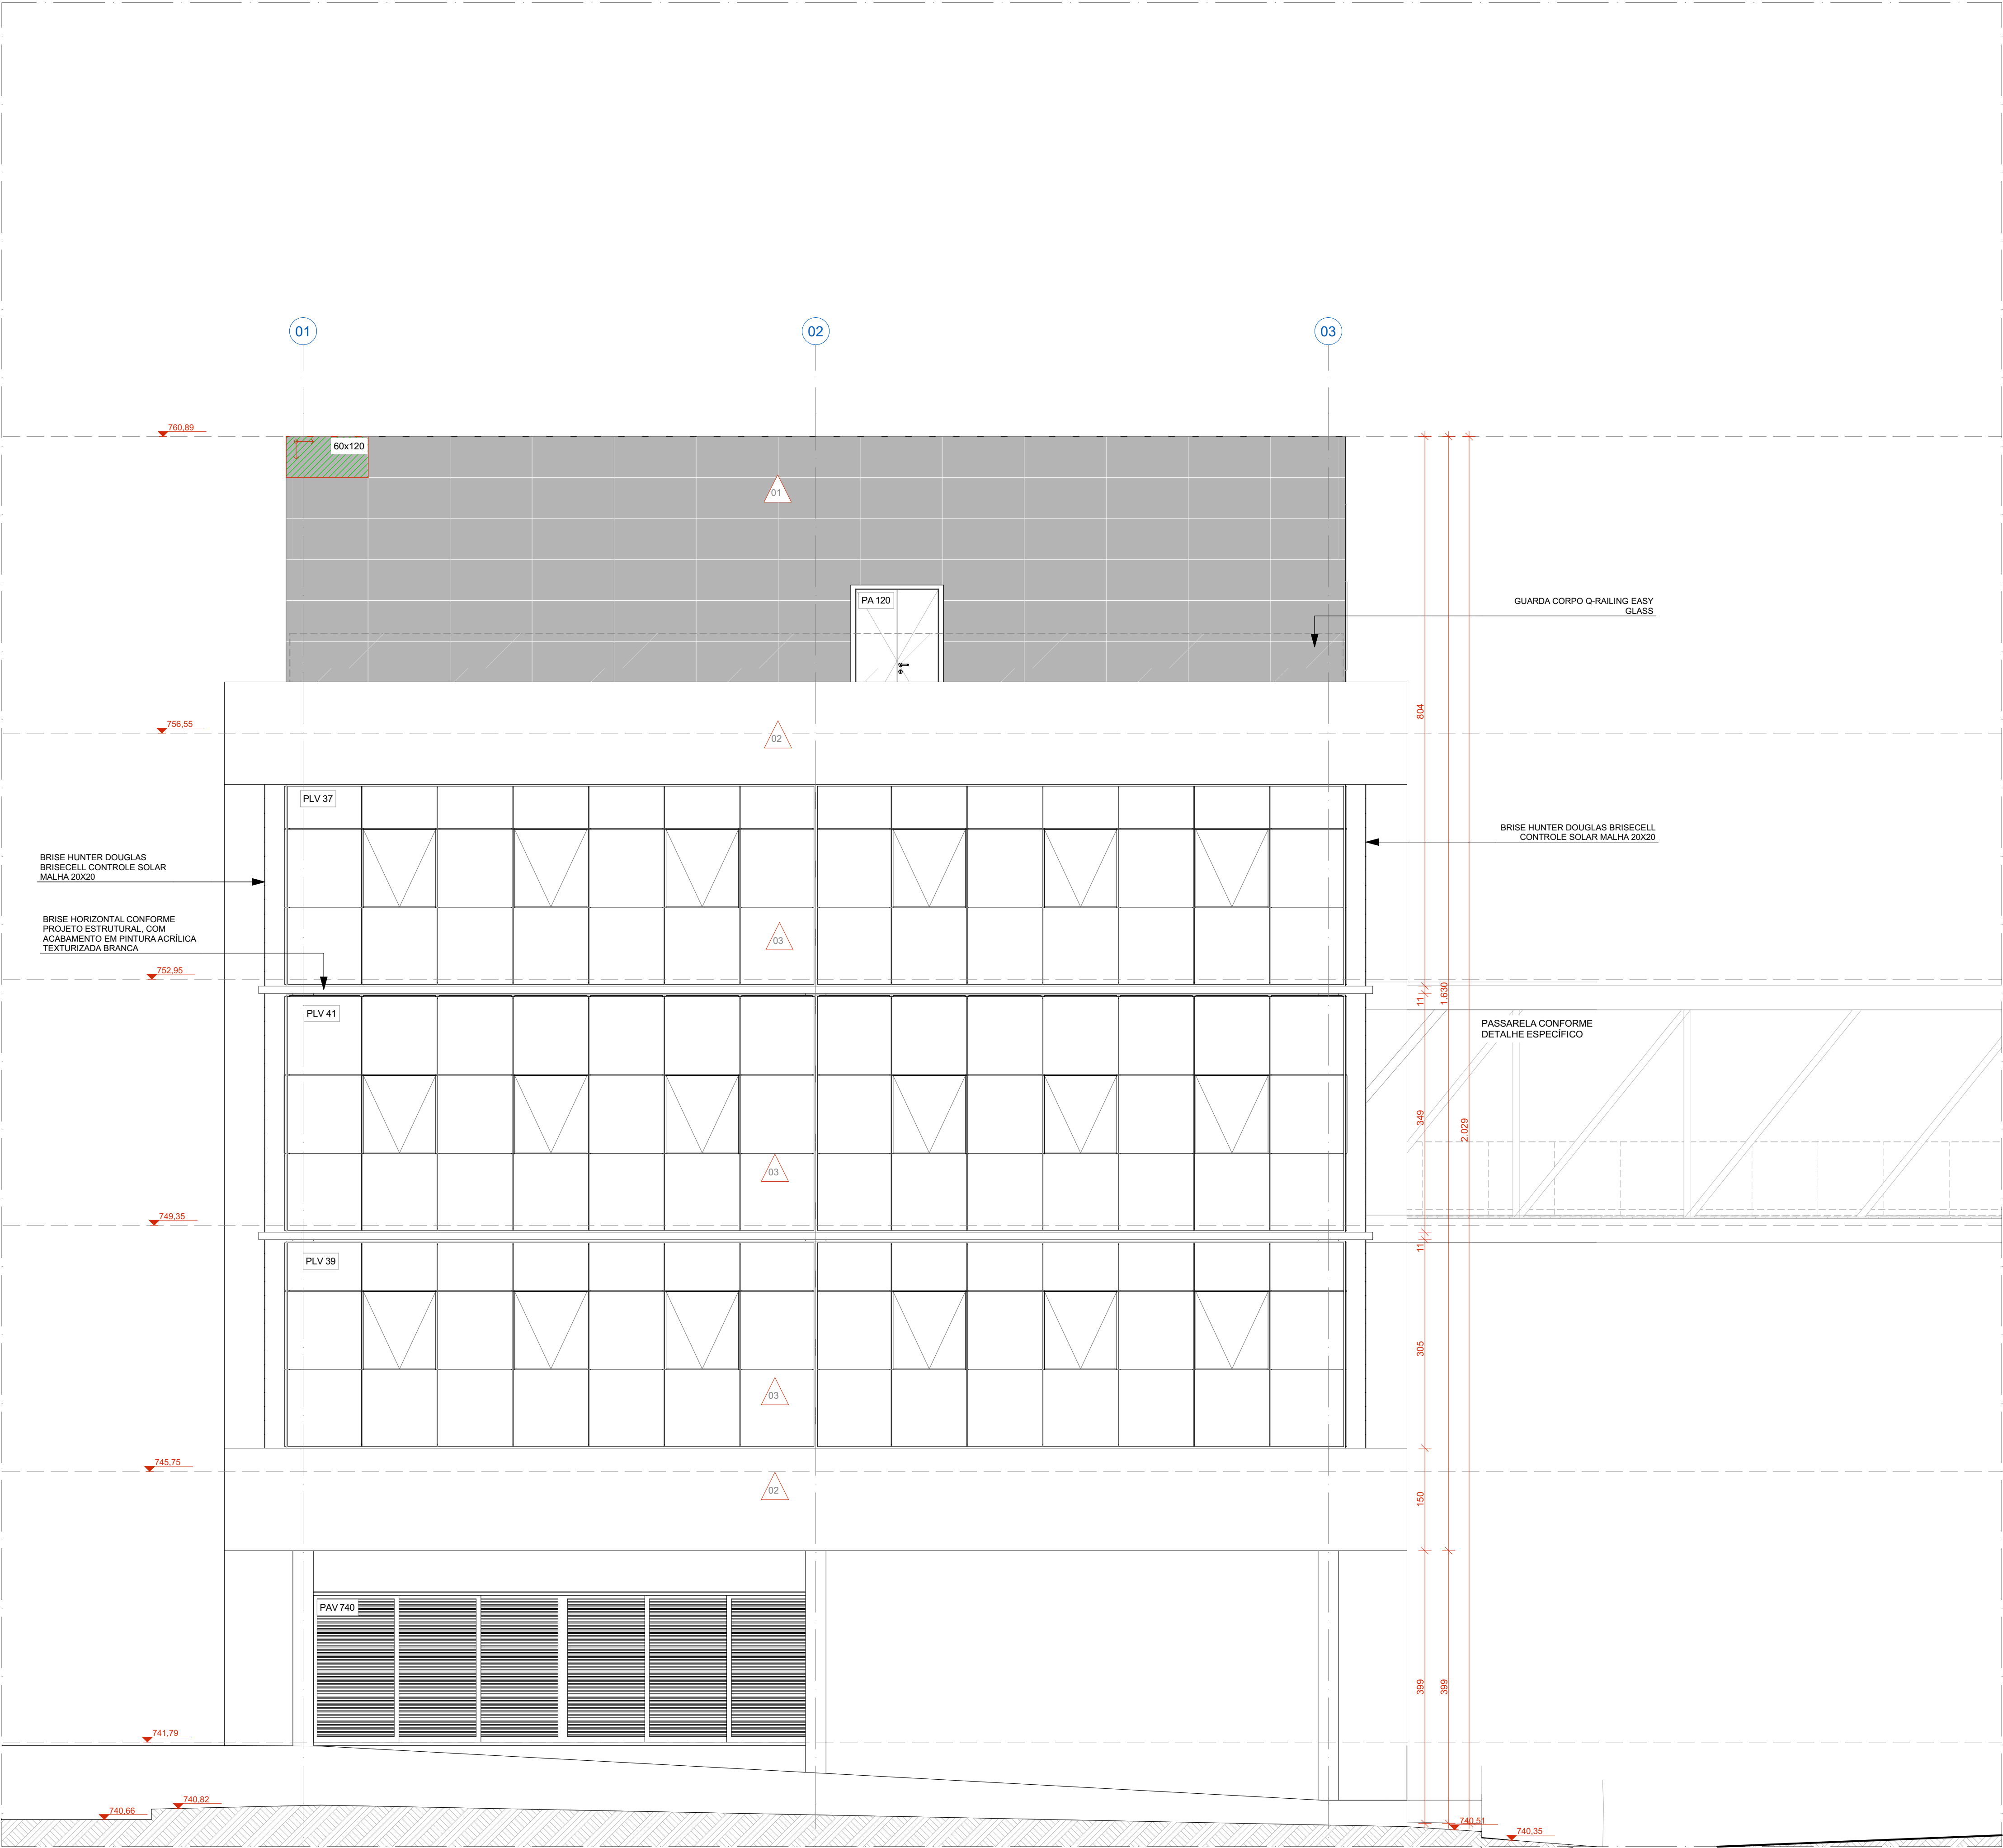 01
02
03
760,89
60x120
01
PA 120
GUARDA CORPO Q-RAILING EASY
GLASS
756,55
02
804
PLV 37
BRISE HUNTER DOUGLAS BRISECELL
CONTROLE SOLAR MALHA 20X20
BRISE HUNTER DOUGLAS
BRISECELL CONTROLE SOLAR
MALHA 20X20
BRISE HORIZONTAL CONFORME
PROJETO ESTRUTURAL, COM
ACABAMENTO EM PINTURA ACRÍLICA
TEXTURIZADA BRANCA
03
752,95
11
1.630
PLV 41
PASSARELA CONFORME
DETALHE ESPECÍFICO
349
2.029
03
749,35
11
PLV 39
305
03
745,75
02
150
PAV 740
399
399
741,79
740,82
740,66
740,51
740,35